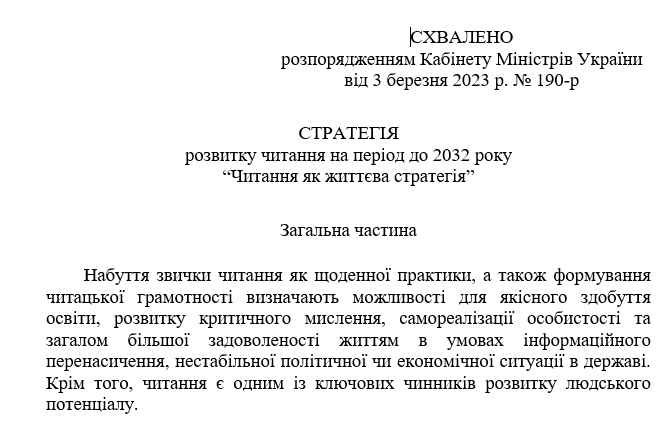 СХВАЛЕНО
розпорядженням Кабінету Міністрів України
від 3 березня 2023 р. № 190-р
СТРАТЕГІЯ
розвитку читання на період до 2032 року
“Читання як життєва стратегія”
Загальна частина
Набуття звички читання як щоденної практики, а також формування
читацької грамотності визначають можливості для якісного здобуття
освіти, розвитку критичного мислення, самореалізації особистості та
загалом більшої задоволеності життям в умовах інформаційного
перенасичення, нестабільної політичної чи економічної ситуації в державі.
Крім того, читання є одним із ключових чинників розвитку людського
потенціалу.